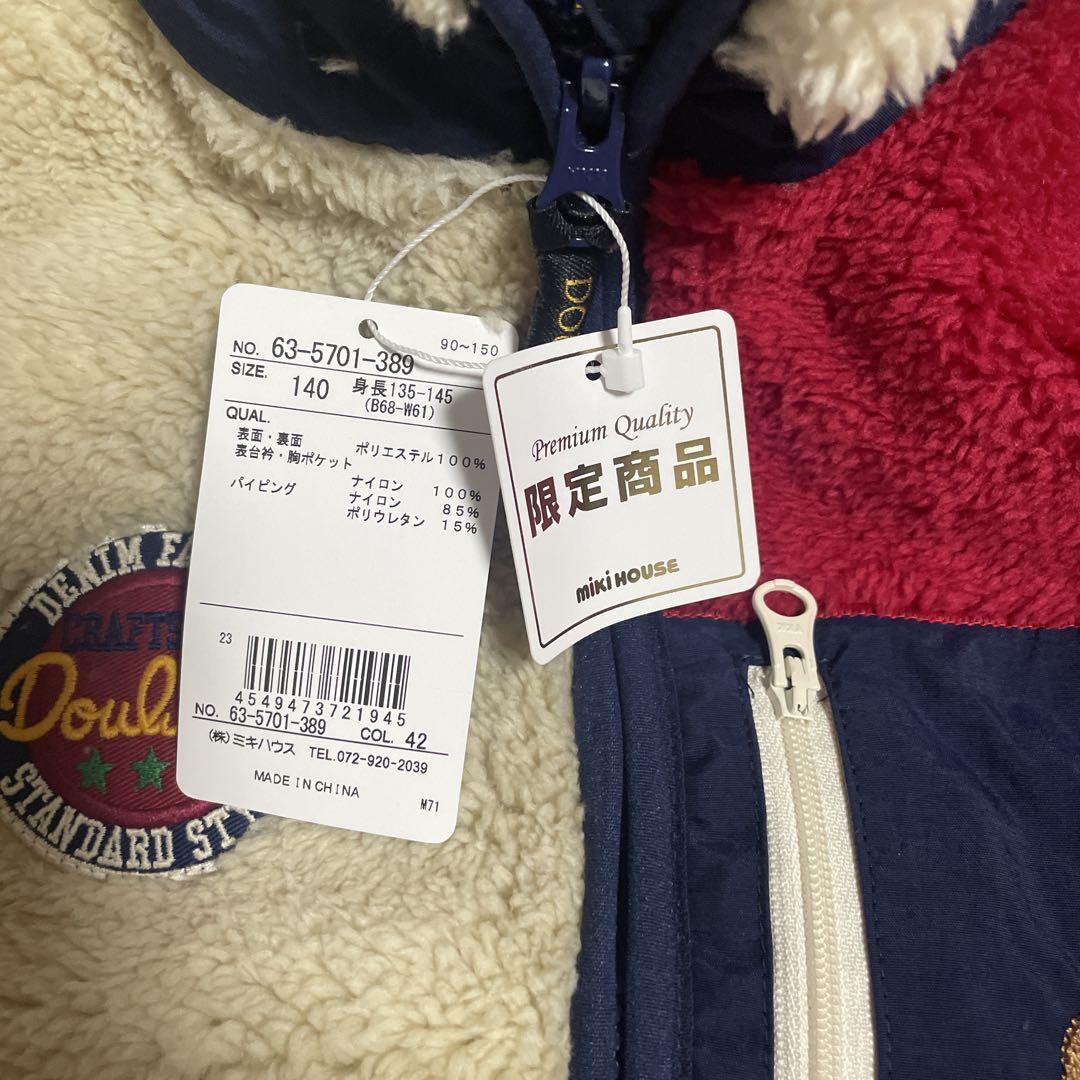 90~150
NO. 63-5701-389
SIZE. 140 身長135-145
(B68-W61)
QUAL.
表面・裏面 ポリエステル100%
表台衿・胸ポケット
ナイロン 100%
パイピング ナイロン 85%
ポリウレタン 15%
23
4549473721945
NO. 63-5701-389 COL. 42
(株)ミキハウス TEL.072-920-2039
MADE IN CHINA
M71
Premium Quality
限定商品
miki HOUSE
DENIM
STANDARD